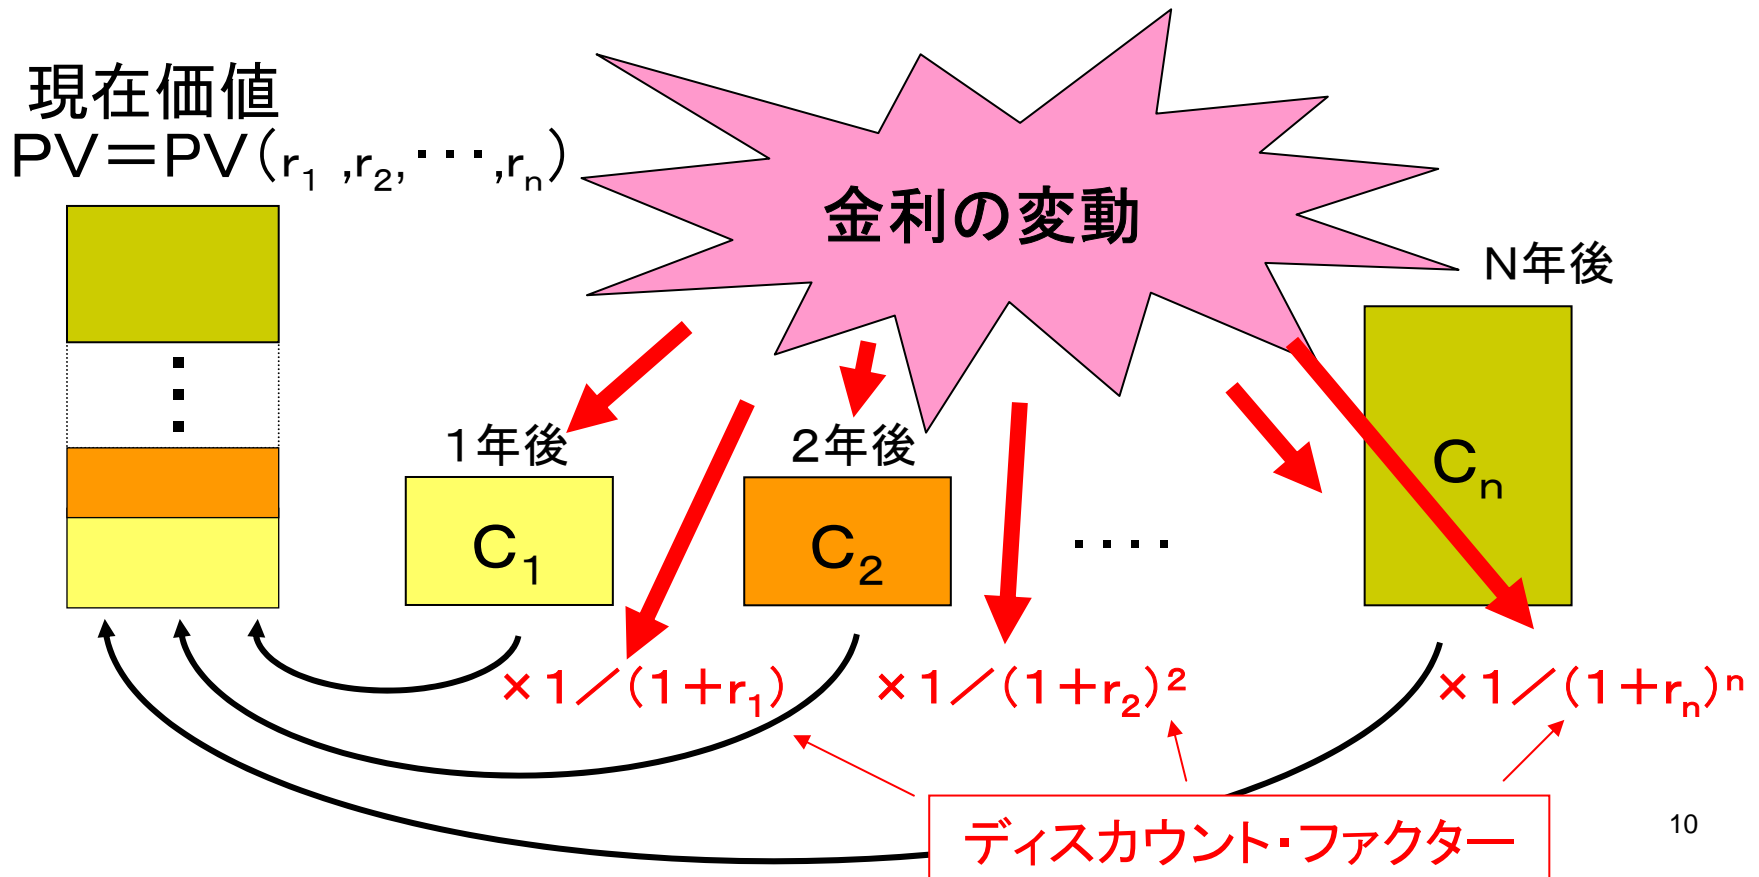 現在価値
PV=PV(r₁ ,r₂,・・・,rₙ)
金利の変動
N年後
1年後
2年後
C₁
C₂
・・・・
Cₙ
×1/(1+r₁)
×1/(1+r₂)²
×1/(1+rₙ)ⁿ
ディスカウント・ファクター
10